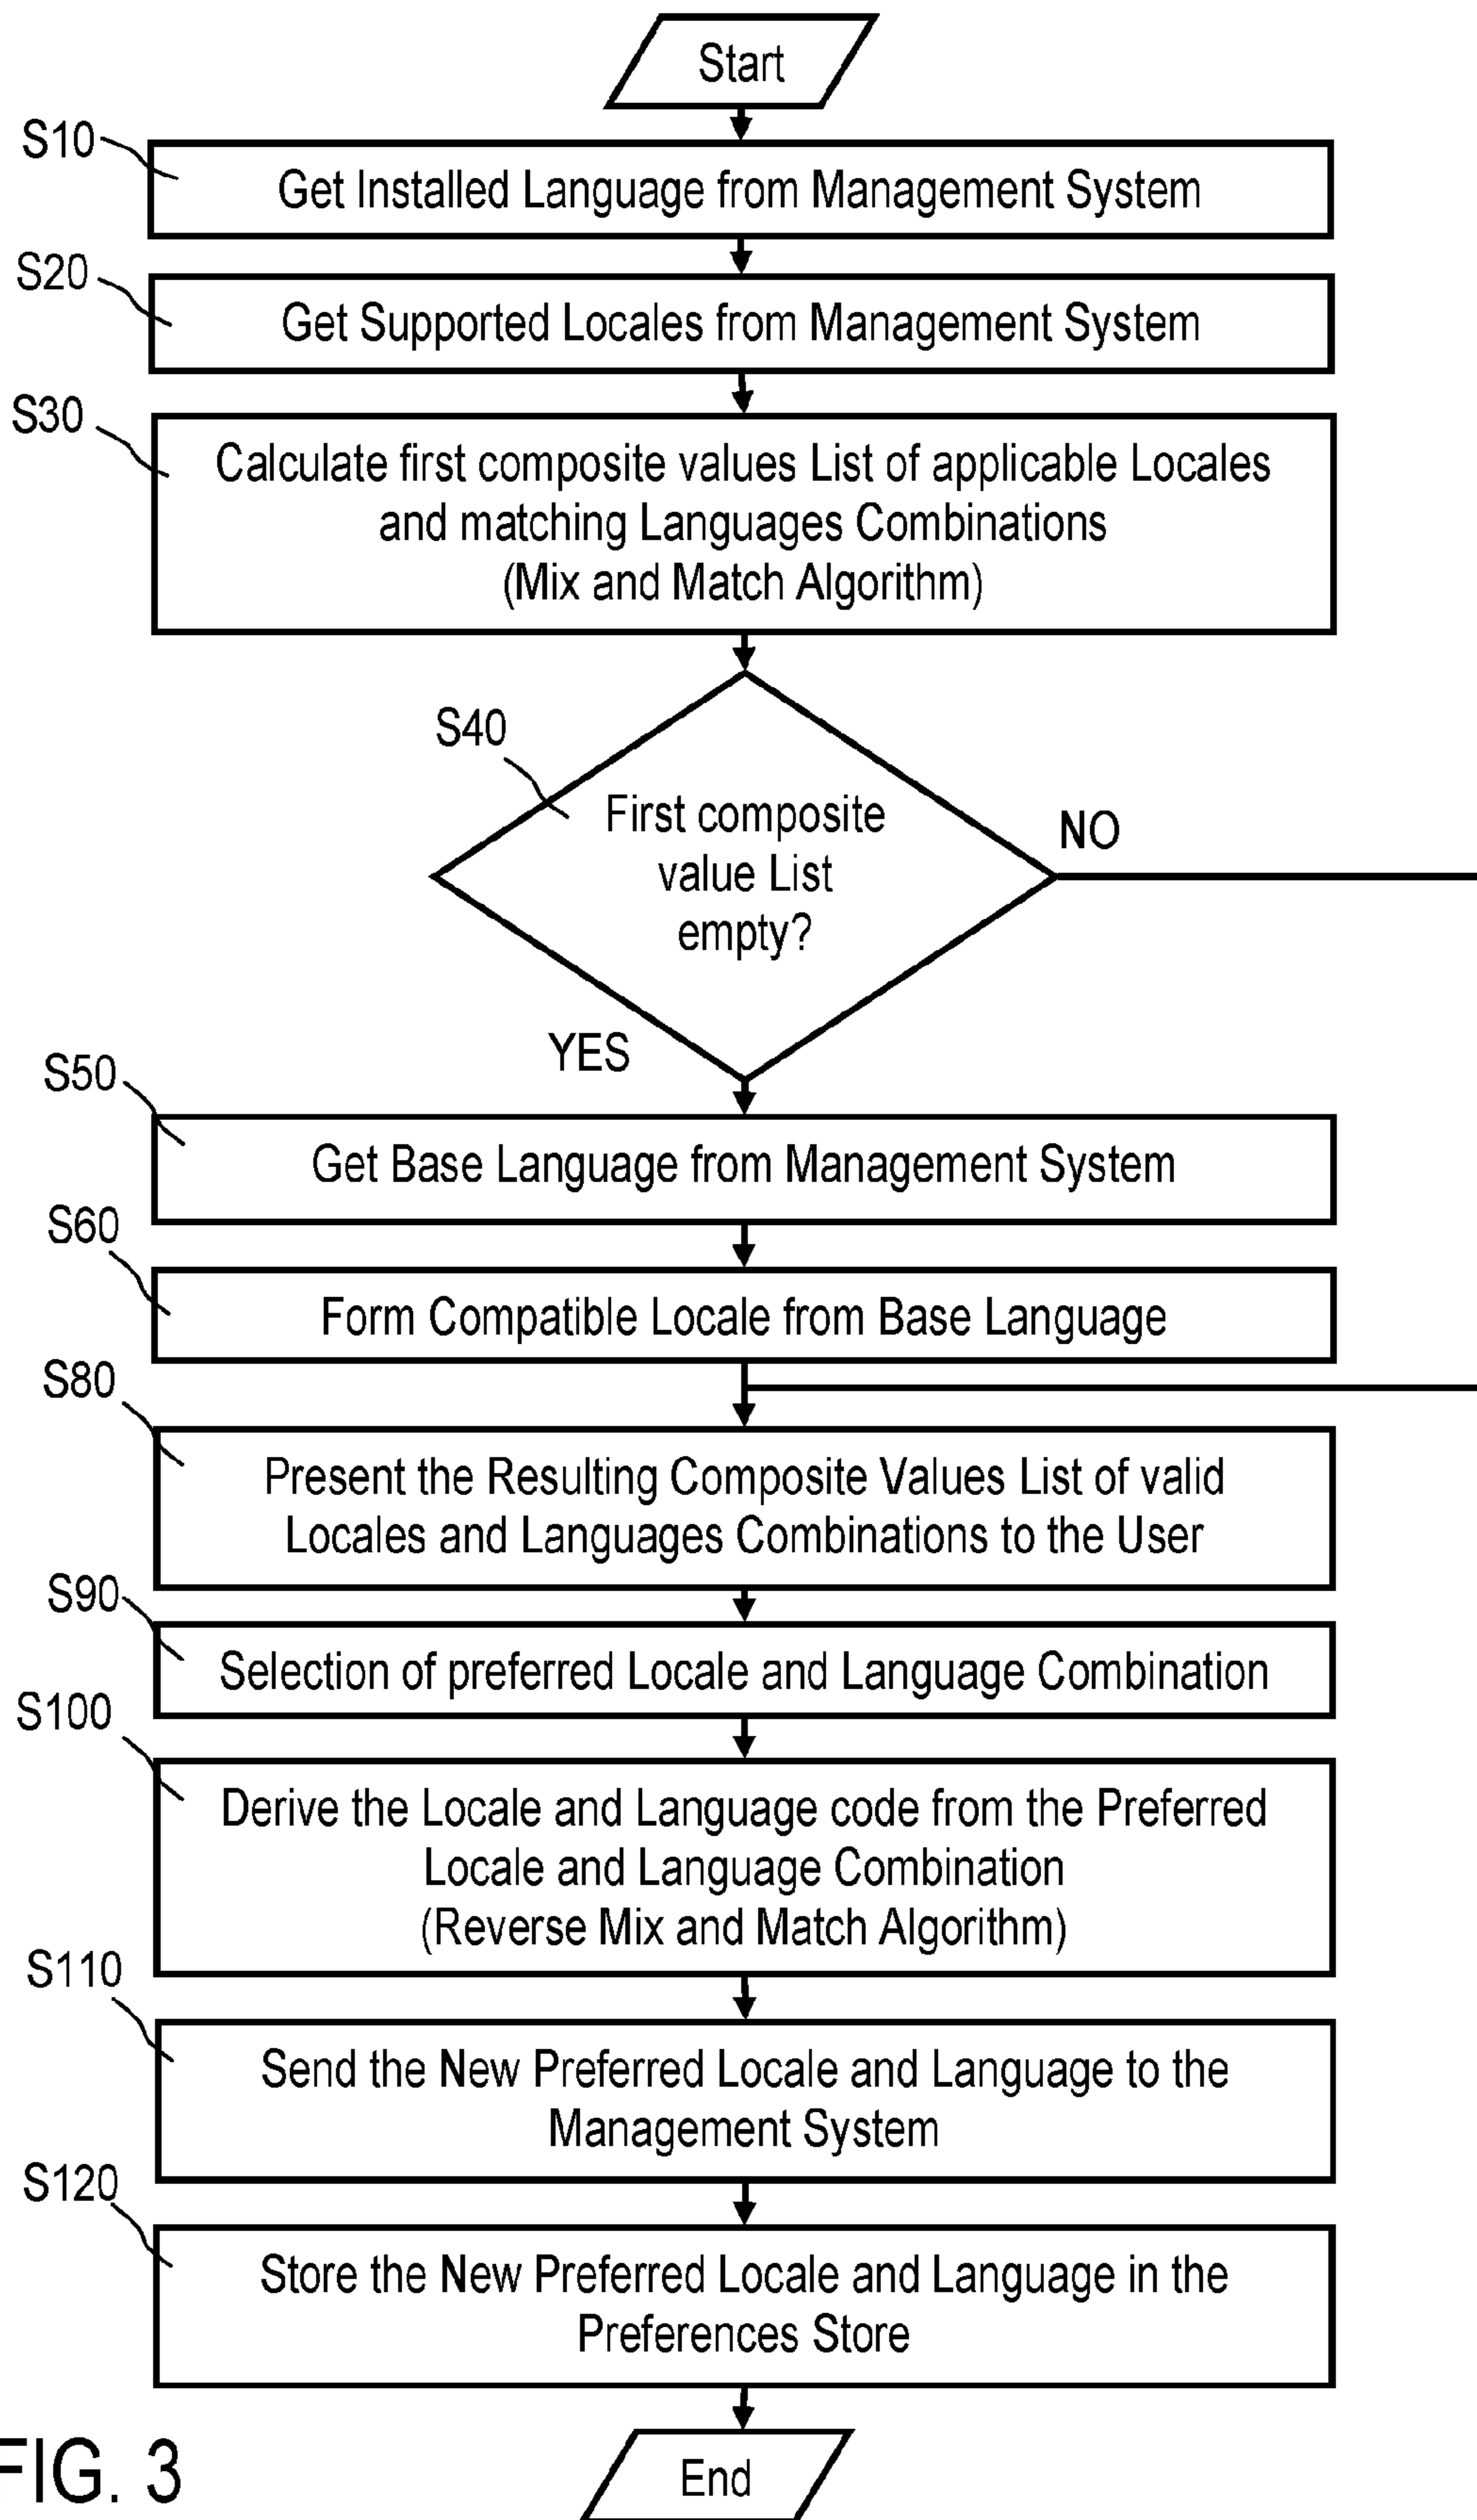 Start
S10
Get Installed Language from Management System
S20
Get Supported Locales from Management System
S30
Calculate first composite values List of applicable Locales
and matching Languages Combinations
(Mix and Match Algorithm)
S40
First composite
value List
empty?
NO
YES
S50
Get Base Language from Management System
S60
Form Compatible Locale from Base Language
S80
Present the Resulting Composite Values List of valid
Locales and Languages Combinations to the User
S90
Selection of preferred Locale and Language Combination
S100
Derive the Locale and Language code from the Preferred
Locale and Language Combination
(Reverse Mix and Match Algorithm)
S110
Send the New Preferred Locale and Language to the
Management System
S120
Store the New Preferred Locale and Language in the
Preferences Store
End
FIG. 3